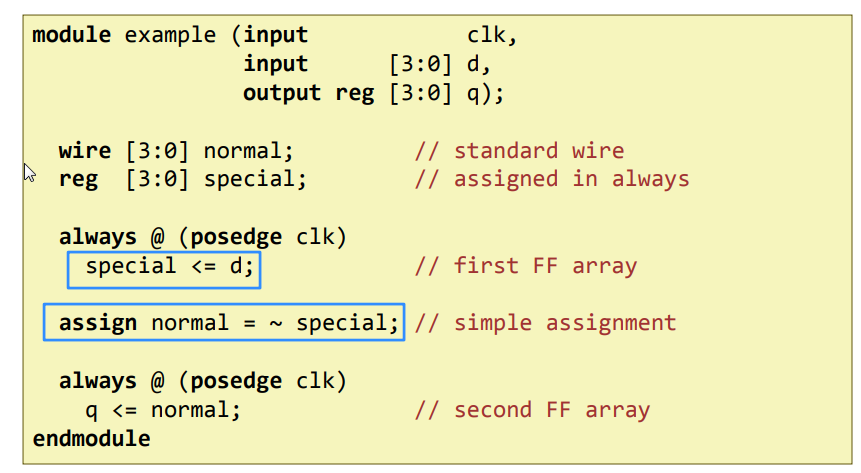 module example (input            clk,
                input      [3:0] d,
                output reg [3:0] q);
  wire [3:0] normal;         // standard wire
  reg  [3:0] special;        // assigned in always
  always @ (posedge clk)
    special <= d;            // first FF array
  assign normal = ~ special; // simple assignment
  always @ (posedge clk)
    q <= normal;             // second FF array
endmodule